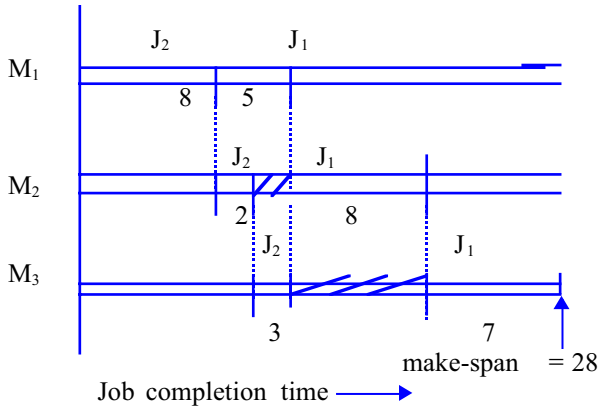 J₂ J₁
M₁
8 5
J₂ J₁
M₂
2 8
J₂ J₁
M₃
3 7
make-span = 28
Job completion time